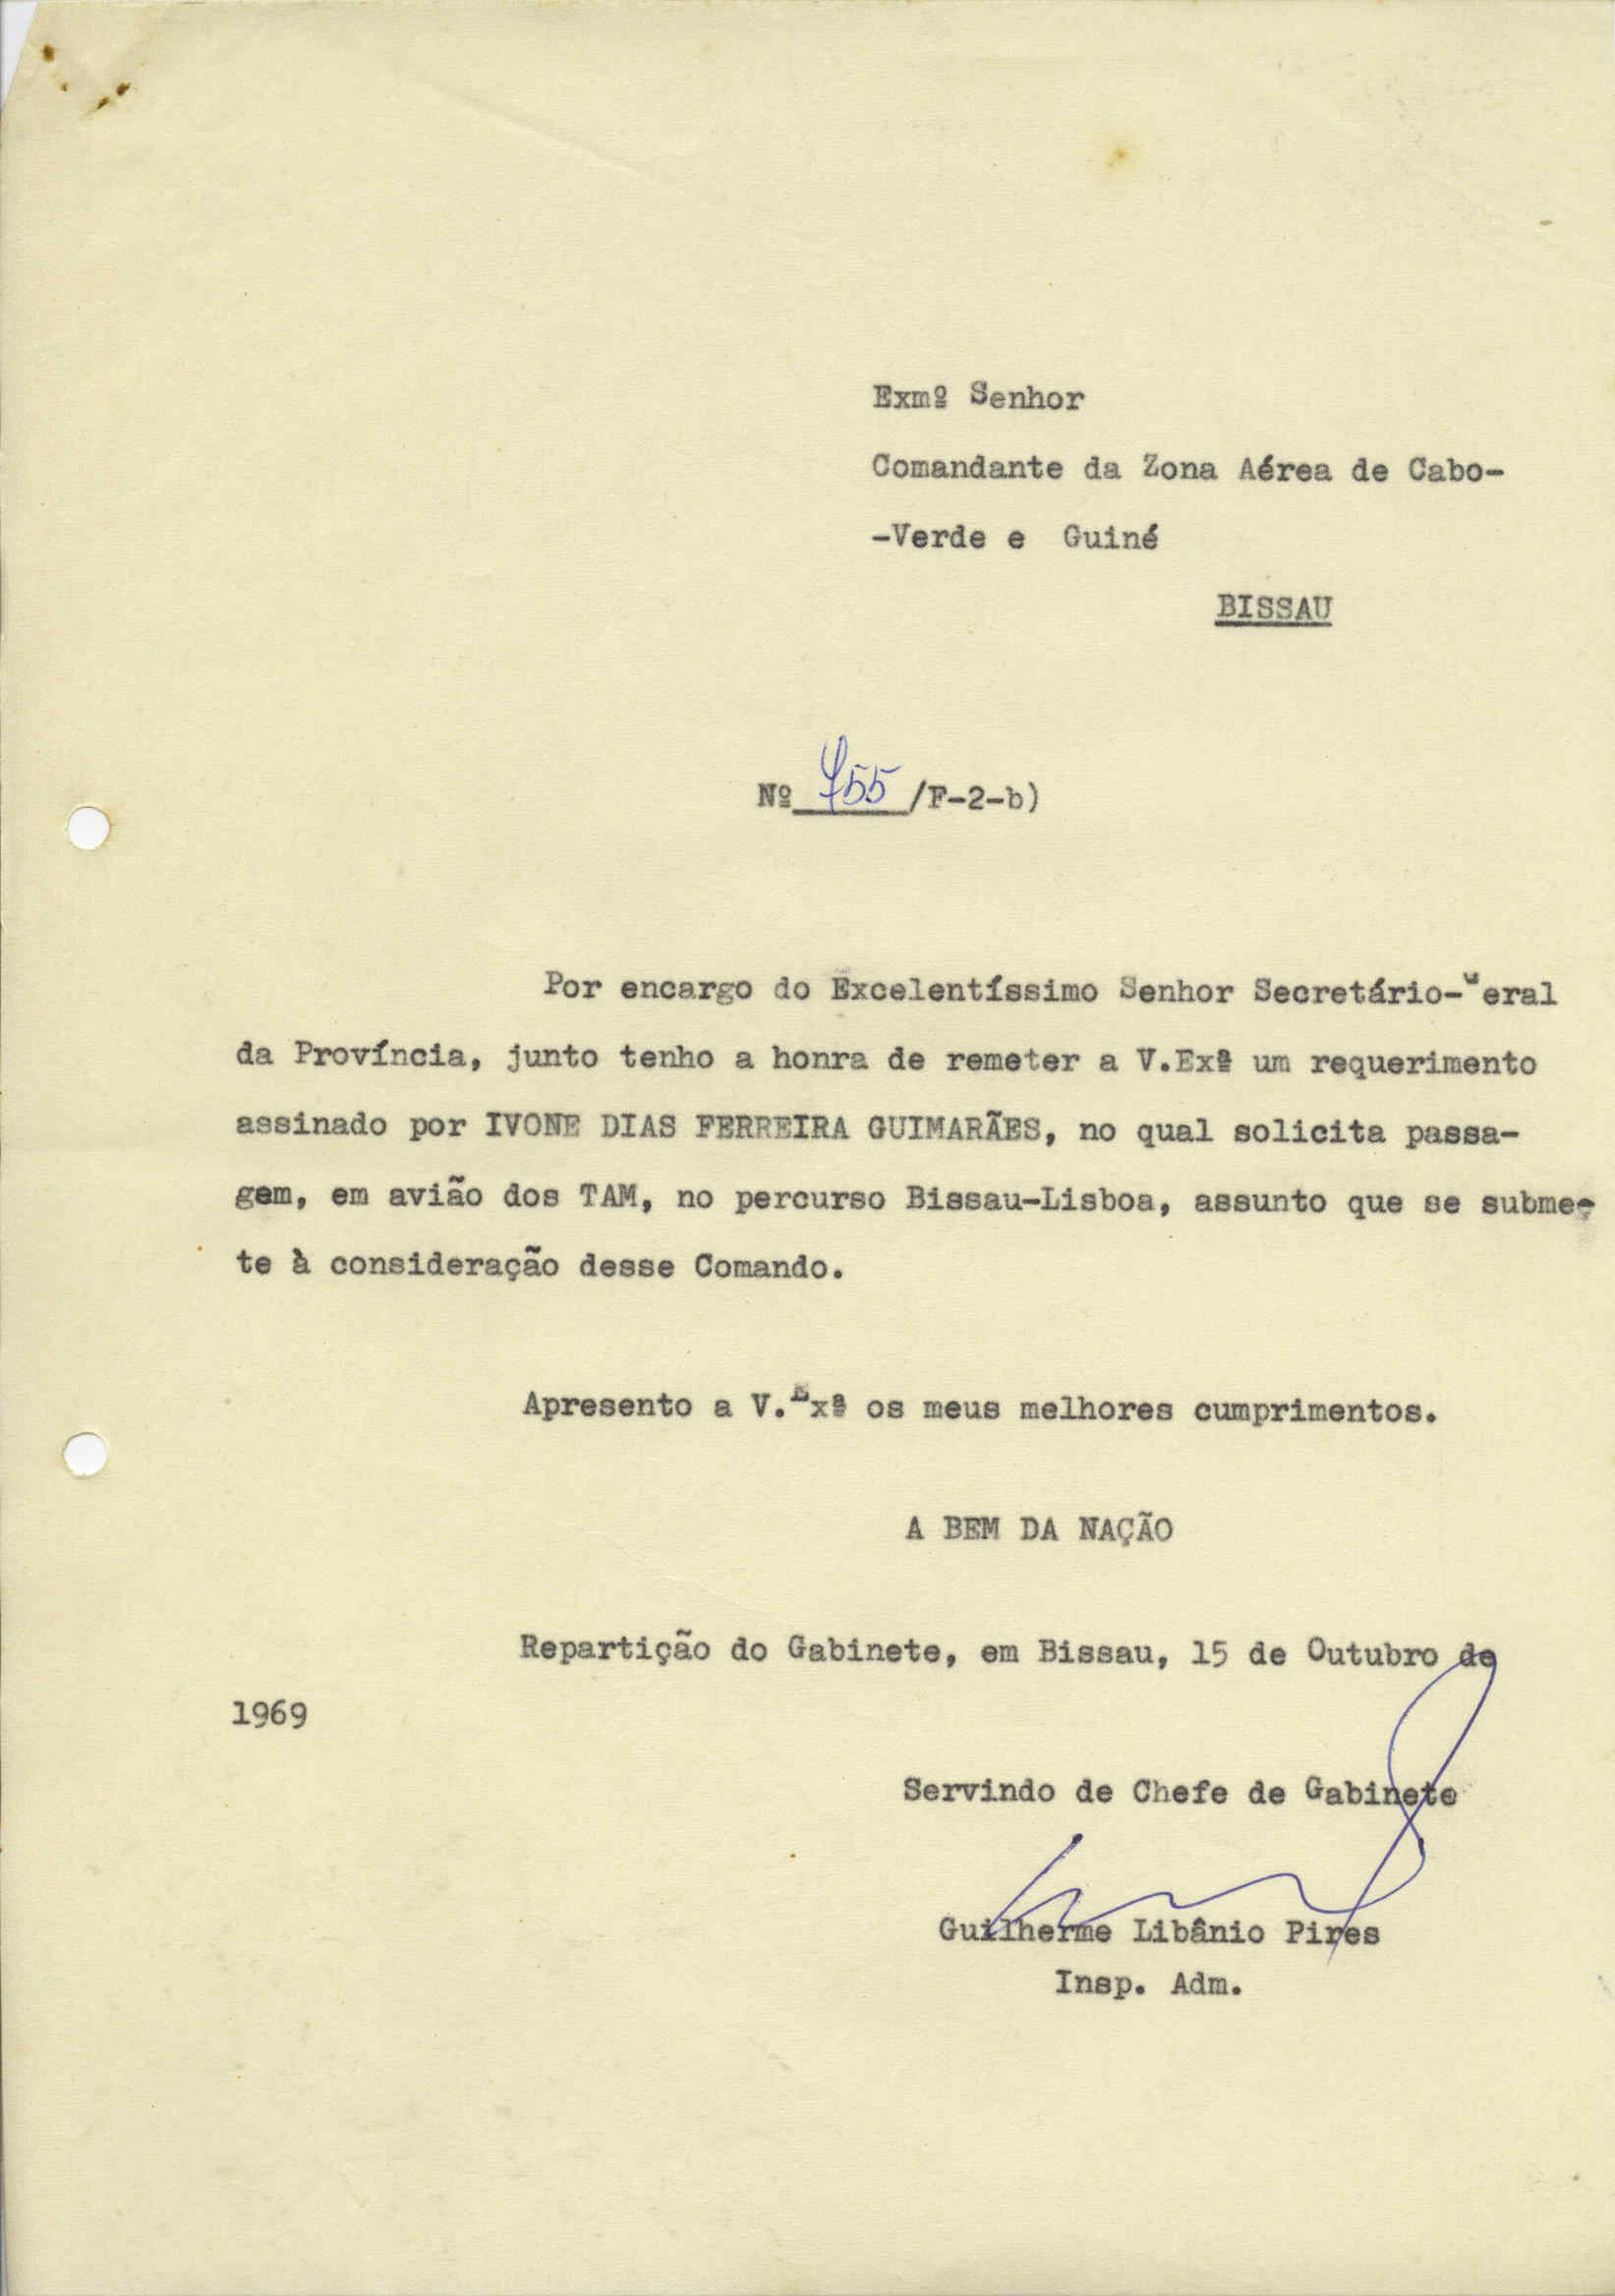 Exmº Senhor
Comandante da Zona Aérea de Cabo-
-Verde e Guiné
BISSAU
Nº 755 /F-2-b)
Por encargo do Excelentíssimo Senhor Secretário-Geral
da Província, junto tenho a honra de remeter a V.Exª um requerimento
assinado por IVONE DIAS FERREIRA GUIMARÃES, no qual solicita passa-
gem, em avião dos TAM, no percurso Bissau-Lisboa, assunto que se subme-
te à consideração desse Comando.
Apresento a V.Exª os meus melhores cumprimentos.
A BEM DA NAÇÃO
Repartição do Gabinete, em Bissau, 15 de Outubro de
1969
Servindo de Chefe de Gabinete
Guilherme Libânio Pires
Insp. Adm.